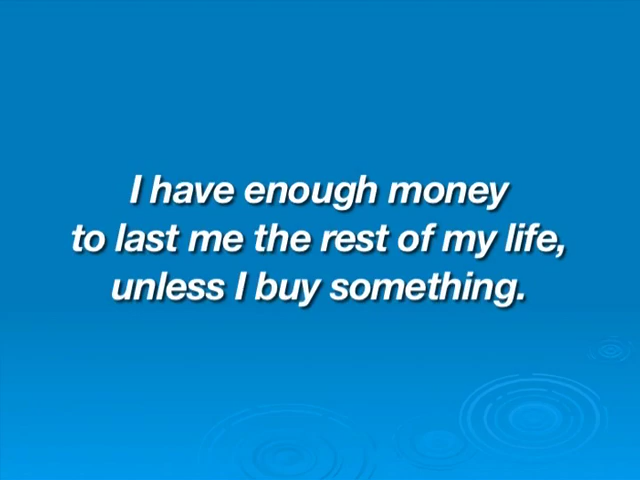 I have enough money
to last me the rest of my life,
unless I buy something.